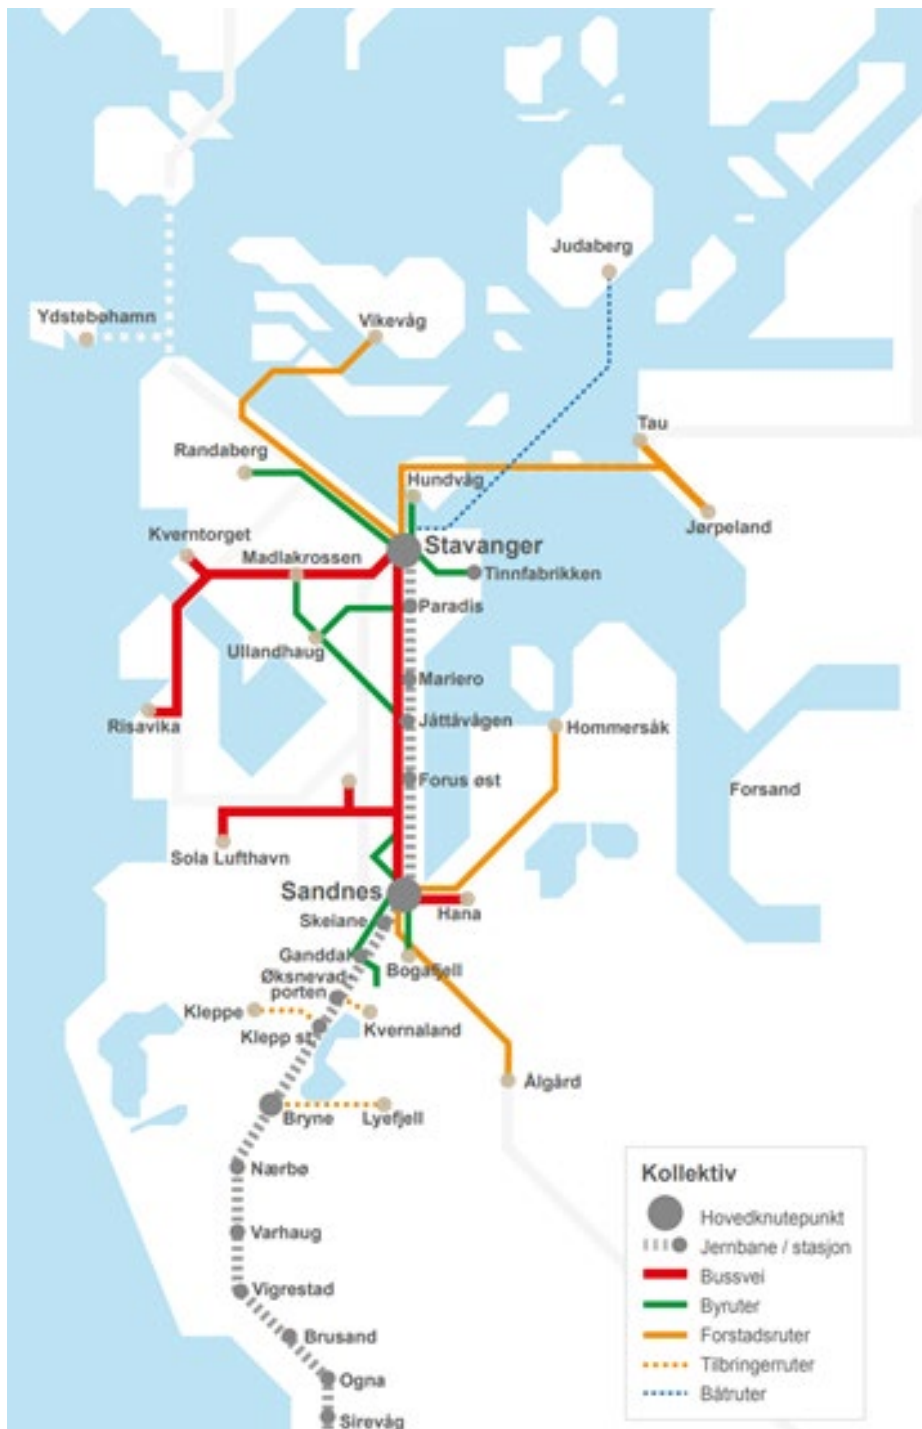 Judaberg
Ydstebøhamn
Vikevåg
Tau
Randaberg
Hundvåg
Jørpeland
Kverntorget
Stavanger
Madlakrossen
Tinnfabrikken
Paradis
Ullandhaug
Mariero
Risavika
Jåttåvågen
Hommersåk
Forus øst
Forsand
Sola Lufthavn
Sandnes
Hana
Skeiane
Ganddal
Bogafjell
Øksnevad-
porten
Kleppe
Kvernaland
Klepp st.
Ålgård
Bryne
Lyefjell
Nærbø
Varhaug
Vigrestad
Brusand
Ogna
Sirevåg
Kollektiv
Hovedknutepunkt
Jernbane / stasjon
Bussvei
Byruter
Forstadsruter
Tilbringerruter
Båtruter